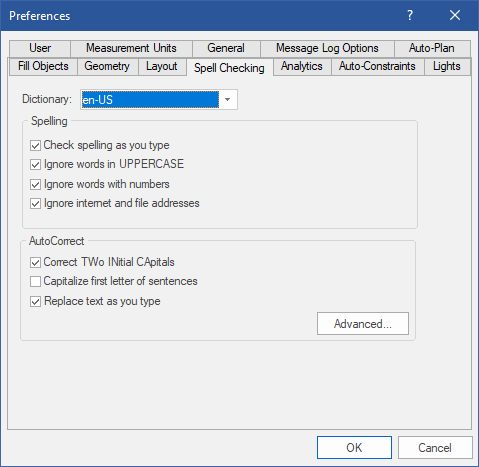 Preferences
User Measurement Units General Message Log Options Auto-Plan
Fill Objects Geometry Layout Spell Checking Analytics Auto-Constraints Lights
Dictionary: en-US
Spelling
Check spelling as you type
Ignore words in UPPERCASE
Ignore words with numbers
Ignore internet and file addresses
AutoCorrect
Correct TWo INitial CApitals
Capitalize first letter of sentences
Replace text as you type
Advanced...
OK Cancel